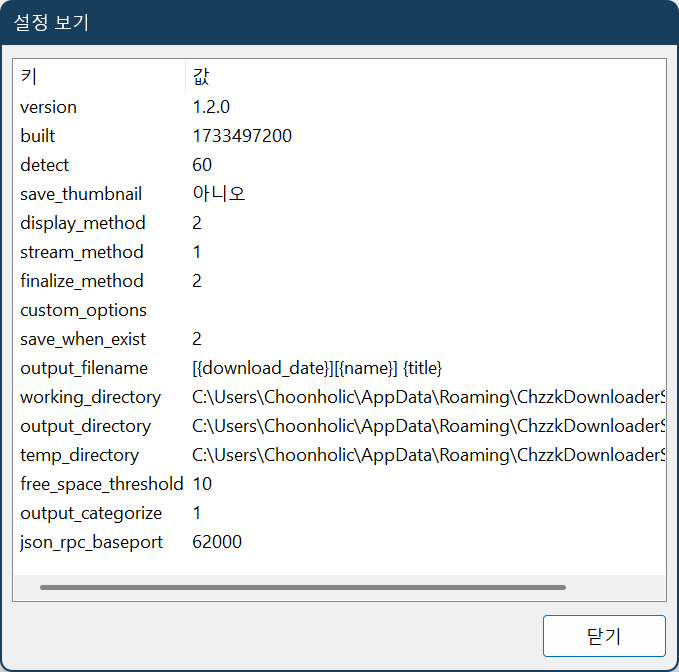 설정 보기
키 값
version 1.2.0
built 1733497200
detect 60
save_thumbnail 아니오
display_method 2
stream_method 1
finalize_method 2
custom_options
save_when_exist 2
output_filename [{download_date}][{name}] {title}
working_directory C:\Users\Choonholic\AppData\Roaming\ChzzkDownloaderS
output_directory C:\Users\Choonholic\AppData\Roaming\ChzzkDownloaderS
temp_directory C:\Users\Choonholic\AppData\Roaming\ChzzkDownloaderS
free_space_threshold 10
output_categorize 1
json_rpc_baseport 62000
닫기